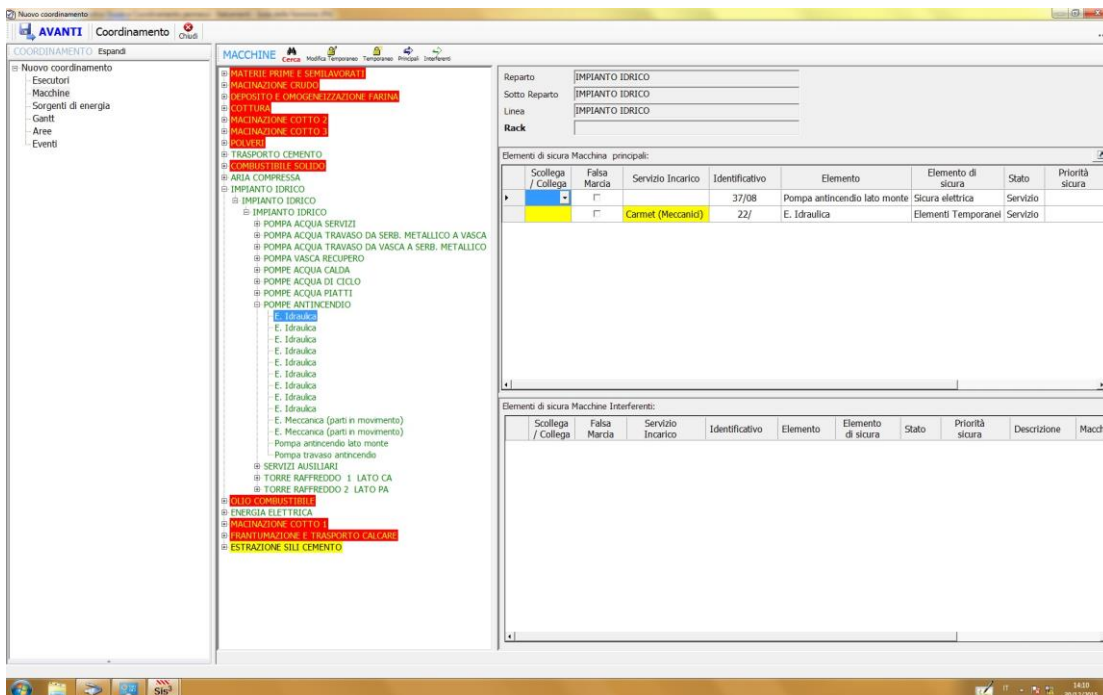 Nuovo coordinamento
AVANTI Coordinamento Chiudi
COORDINAMENTO Espandi
Nuovo coordinamento
Esecutori
Macchine
Sorgenti di energia
Gantt
Aree
Eventi
MACCHINE Cerca Modifica Temporaneo Temporaneo Principali Interferenti
MATERIE PRIME E SEMILAVORATI
MACINAZIONE CRUDO
DEPOSITO E OMOGENEIZZAZIONE FARINA
COTTURA
MACINAZIONE COTTO 2
MACINAZIONE COTTO 3
POLVERI
TRASPORTO CEMENTO
COMBUSTIBILE SOLIDO
ARIA COMPRESSA
IMPIANTO IDRICO
IMPIANTO IDRICO
IMPIANTO IDRICO
POMPA ACQUA SERVIZI
POMPA ACQUA TRAVASO DA SERB. METALLICO A VASCA
POMPA ACQUA TRAVASO DA VASCA A SERB. METALLICO
POMPA VASCA RECUPERO
POMPE ACQUA CALDA
POMPE ACQUA DI CICLO
POMPE ACQUA PIATTI
POMPE ANTINCENDIO
E. Idraulica
E. Idraulica
E. Idraulica
E. Idraulica
E. Idraulica
E. Idraulica
E. Idraulica
E. Idraulica
E. Idraulica
E. Meccanica (parti in movimento)
E. Meccanica (parti in movimento)
Pompa antincendio lato monte
Pompa travaso antincendo
SERVIZI AUSILIARI
TORRE RAFFREDDO 1 LATO CA
TORRE RAFFREDDO 2 LATO PA
OLIO COMBUSTIBILE
ENERGIA ELETTRICA
MACINAZIONE COTTO 1
FRANTUMAZIONE E TRASPORTO CALCARE
ESTRAZIONE SILI CEMENTO
Reparto IMPIANTO IDRICO
Sotto Reparto IMPIANTO IDRICO
Linea IMPIANTO IDRICO
Rack
Elementi di sicura Macchina principali:
Scollega / Collega Falsa Marcia Servizio Incarico Identificativo Elemento Elemento di sicura Stato Priorità sicura
37/08 Pompa antincendio lato monte Sicura elettrica Servizio
Carmet (Meccanici) 22/ E. Idraulica Elementi Temporanei Servizio
Elementi di sicura Macchine Interferenti:
Scollega / Collega Falsa Marcia Servizio Incarico Identificativo Elemento Elemento di sicura Stato Priorità sicura Descrizione Macch
Sis³
IT
14:10